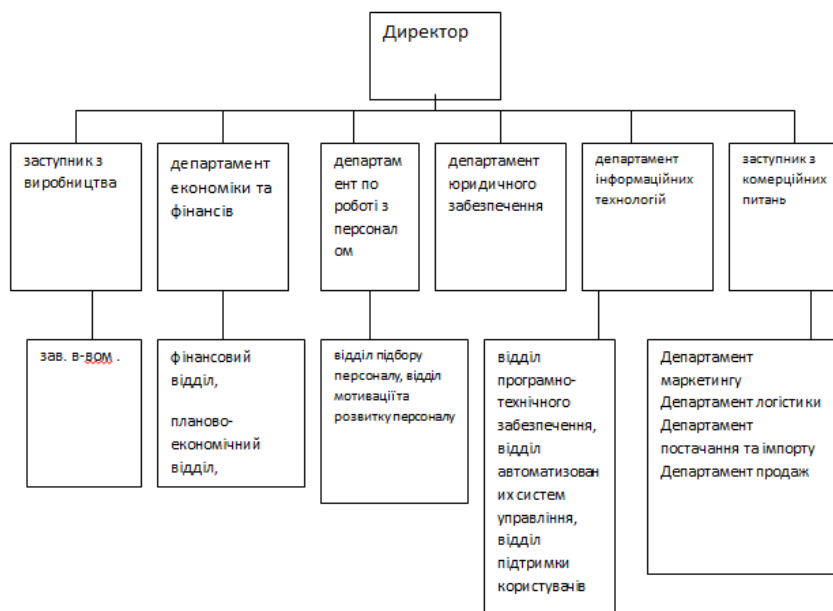 Директор
заступник з
виробництва
департамент
економіки та
фінансів
департам
ент по
роботі з
персонал
ом
департамент
юридичного
забезпечення
департамент
інформаційних
технологій
заступник з
комерційних
питань
зав. в-вом .
фінансовий
відділ,
планово-
економічний
відділ,
відділ підбору
персоналу, відділ
мотивації та
розвитку персоналу
відділ
програмно-
технічного
забезпечення,
відділ
автоматизован
их систем
управління,
відділ
підтримки
користувачів
Департамент
маркетингу
Департамент логістики
Департамент
постачання та імпорту
Департамент продаж